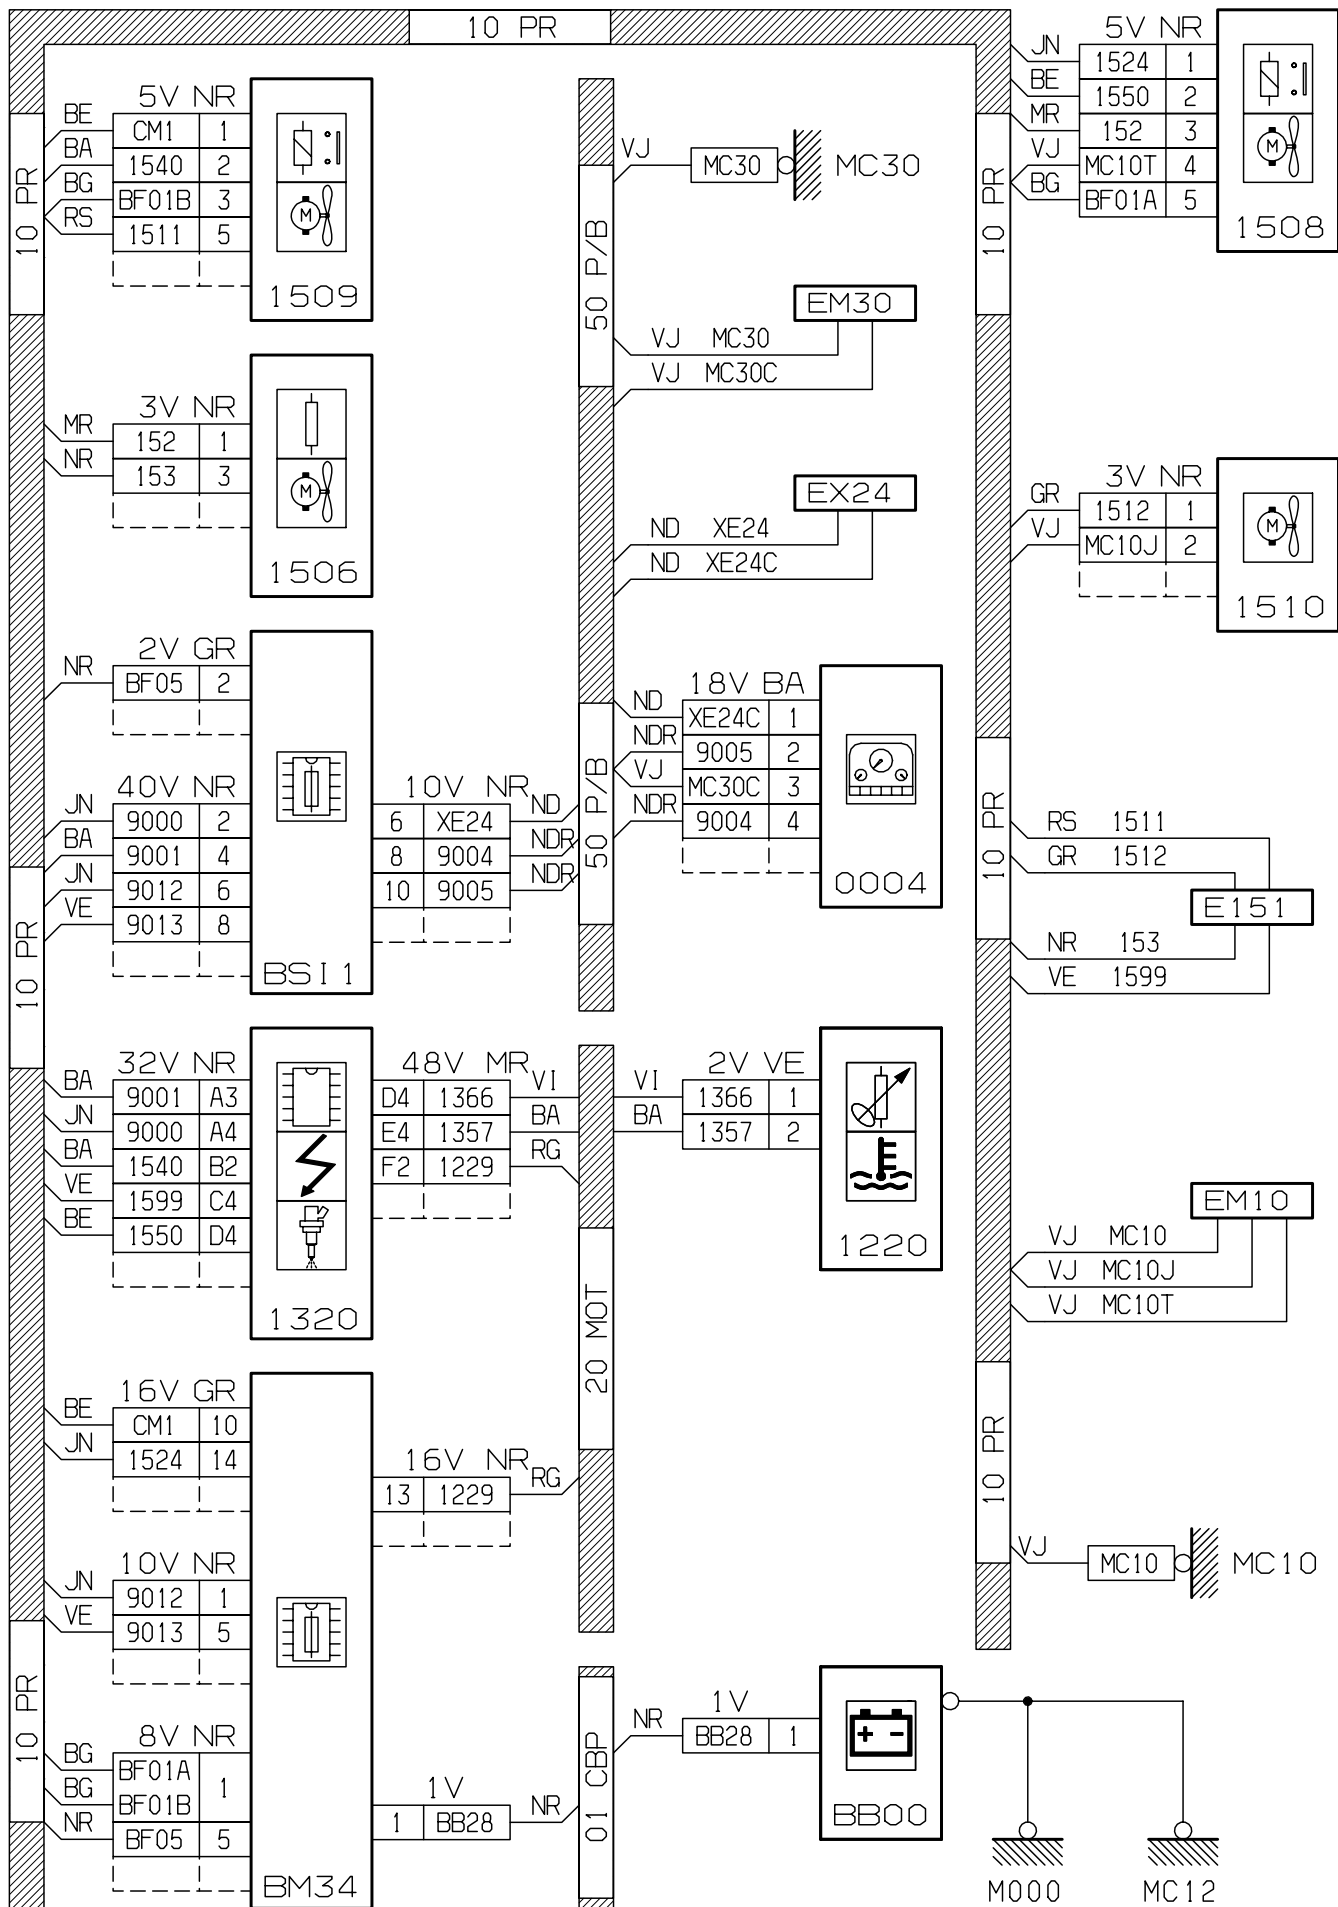 10 PR
5V NR
BE CM1 1
BA 1540 2
BG BF01B 3
RS 1511 5
1509
10 PR
3V NR
MR 152 1
NR 153 3
1506
2V GR
NR BF05 2
40V NR
JN 9000 2
BA 9001 4
JN 9012 6
VE 9013 8
10V NR
6 XE24 ND
8 9004 NDR
10 9005 NDR
BSI1
10 PR
32V NR
BA 9001 A3
JN 9000 A4
BA 1540 B2
VE 1599 C4
BE 1550 D4
48V MR
D4 1366 VI
E4 1357 BA
F2 1229 RG
1320
16V GR
BE CM1 10
JN 1524 14
16V NR
13 1229 RG
10V NR
JN 9012 1
VE 9013 5
10 PR
8V NR
BG BF01A
1
BG BF01B
NR BF05 5
1V
1 BB28 NR
BM34
50 P/B
VJ MC30 MC30
EM30
VJ MC30
VJ MC30C
EX24
ND XE24
ND XE24C
50 P/B
18V BA
ND XE24C 1
NDR 9005 2
VJ MC30C 3
NDR 9004 4
0004
2V VE
VI 1366 1
BA 1357 2
1220
20 MOT
01 CBP
1V
NR BB28 1
+ -
BB00
M000
MC12
5V NR
JN 1524 1
BE 1550 2
MR 152 3
VJ MC10T 4
BG BF01A 5
1508
10 PR
3V NR
GR 1512 1
VJ MC10J 2
1510
10 PR
RS 1511
GR 1512
E151
NR 153
VE 1599
EM10
VJ MC10
VJ MC10J
VJ MC10T
10 PR
VJ MC10 MC10
M
M
M
M